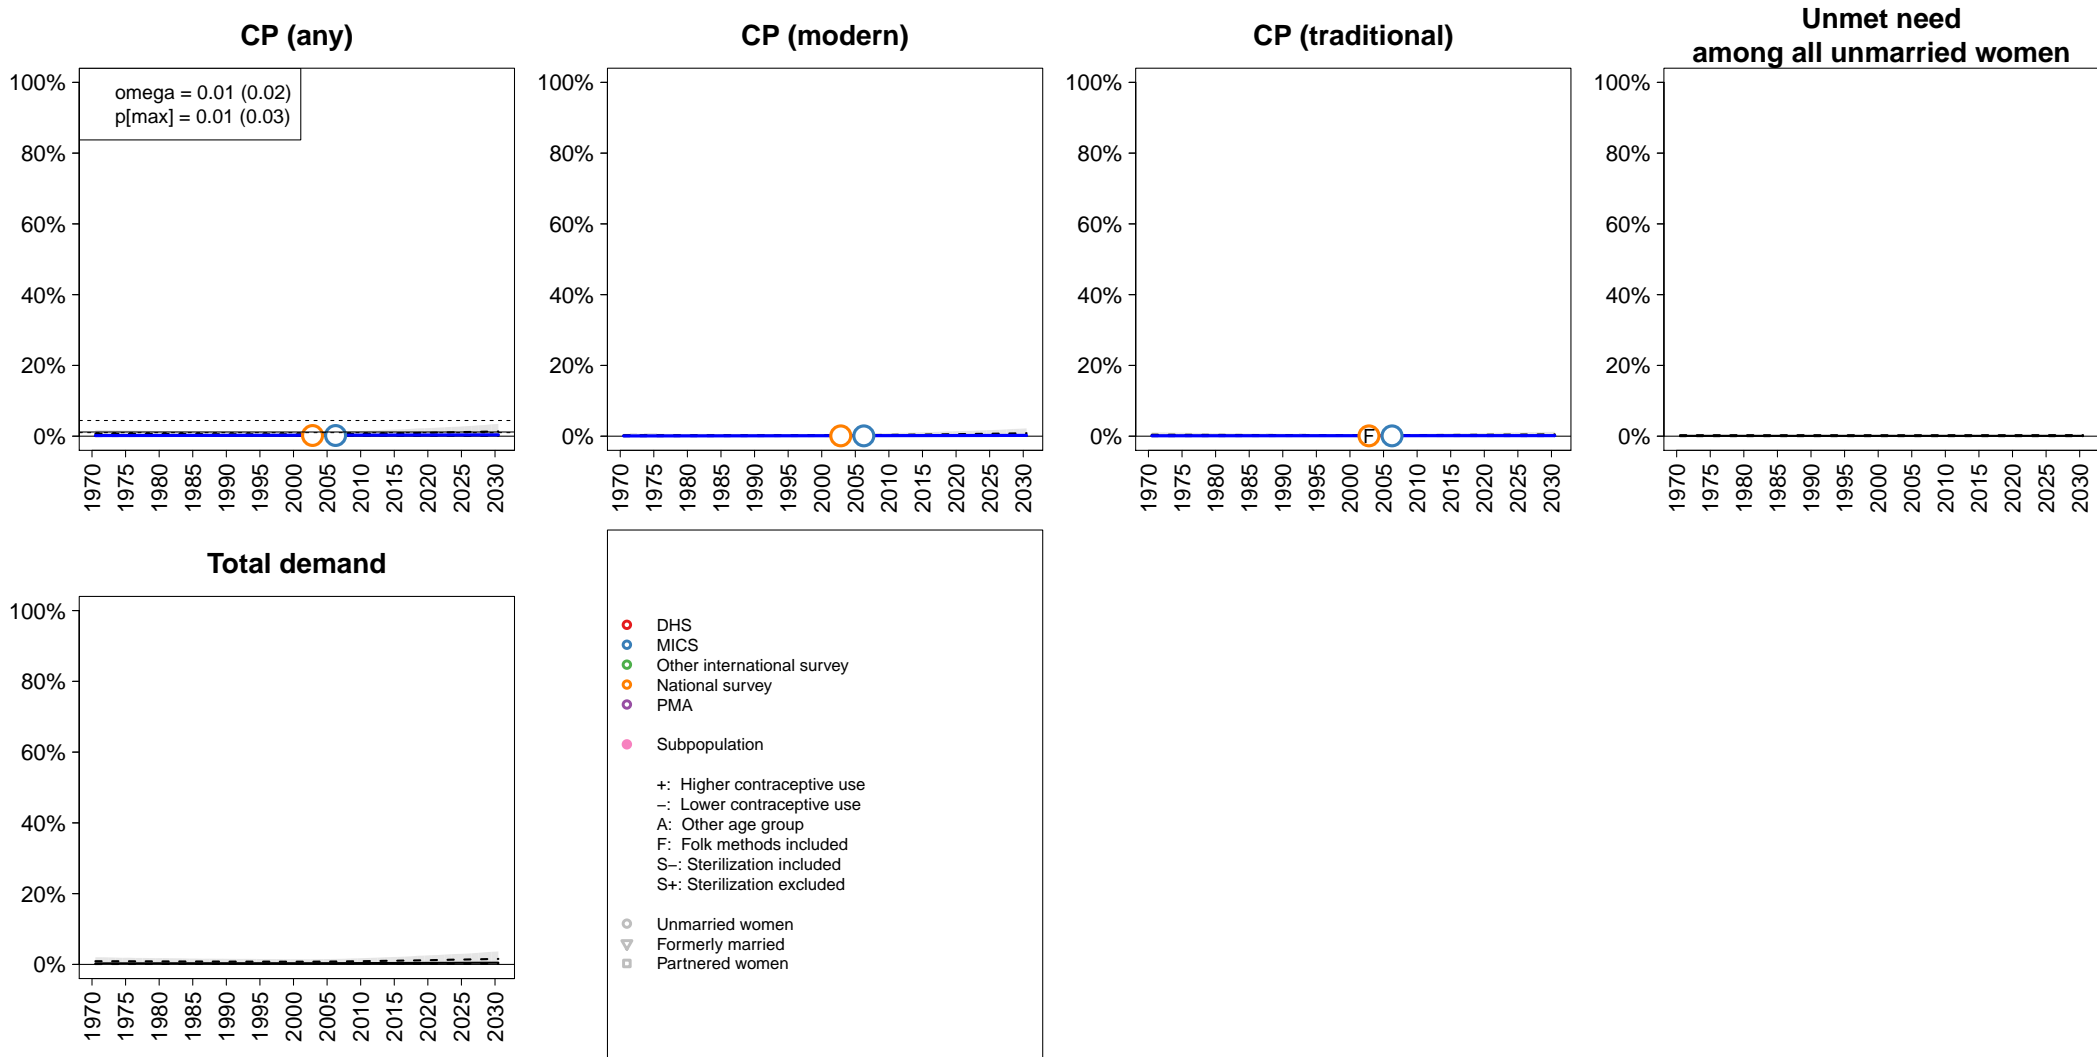 CP (any)
100%
80%
60%
40%
20%
0%
omega = 0.01 (0.02)
p[max] = 0.01 (0.03)
1970 1975 1980 1985 1990 1995 2000 2005 2010 2015 2020 2025 2030
CP (modern)
100%
80%
60%
40%
20%
0%
1970 1975 1980 1985 1990 1995 2000 2005 2010 2015 2020 2025 2030
CP (traditional)
100%
80%
60%
40%
20%
0%
F
1970 1975 1980 1985 1990 1995 2000 2005 2010 2015 2020 2025 2030
Unmet need
among all unmarried women
100%
80%
60%
40%
20%
0%
1970 1975 1980 1985 1990 1995 2000 2005 2010 2015 2020 2025 2030
Total demand
100%
80%
60%
40%
20%
0%
1970 1975 1980 1985 1990 1995 2000 2005 2010 2015 2020 2025 2030
DHS
MICS
Other international survey
National survey
PMA
Subpopulation
+: Higher contraceptive use
−: Lower contraceptive use
A: Other age group
F: Folk methods included
S−: Sterilization included
S+: Sterilization excluded
Unmarried women
Formerly married
Partnered women